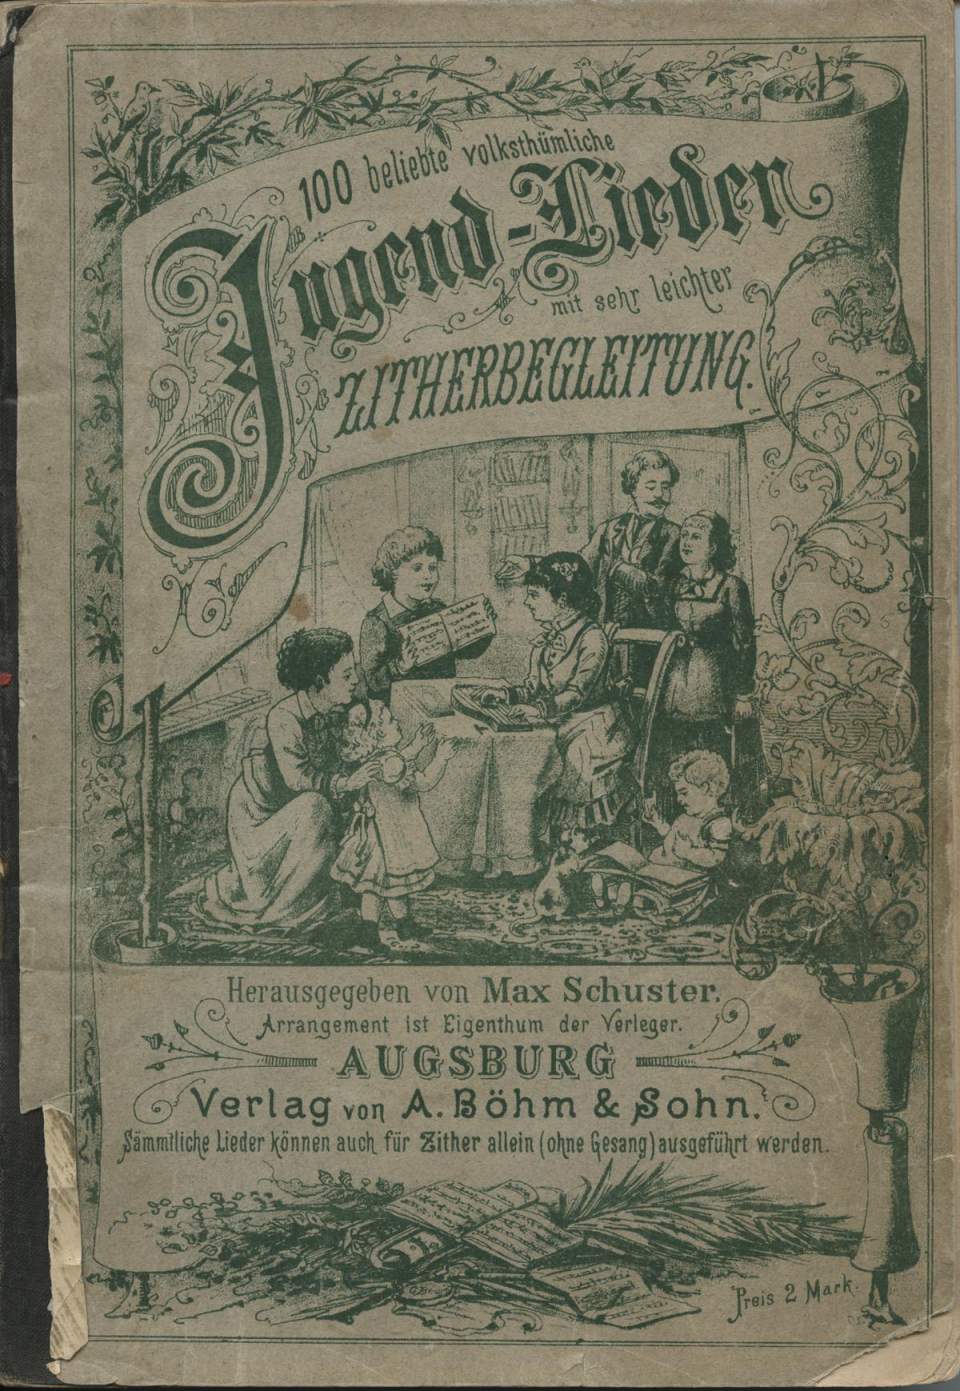 100 beliebte volksthümliche
Jugend-Lieder
mit sehr leichter
ZITHERBEGLEITUNG.
Herausgegeben von Max Schuster.
Arrangement ist Eigenthum der Verleger.
AUGSBURG
Verlag von A. Böhm & Sohn.
Sämmtliche Lieder können auch für Zither allein (ohne Gesang) ausgeführt werden.
Preis 2 Mark.